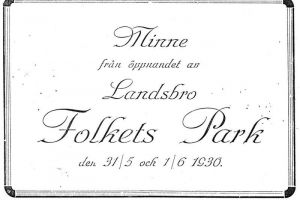 Minne
från öppnandet av
Landsbro
Folkets Park
den 31/5 och 1/6 1930.